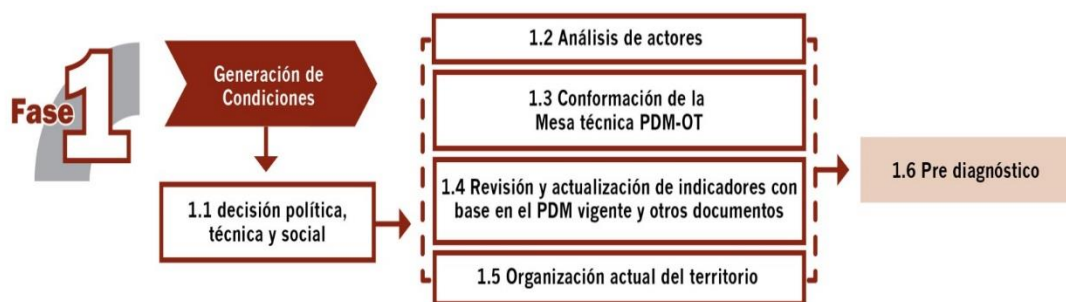 Fase 1
Generación de
Condiciones
1.1 decisión política,
técnica y social
1.2 Análisis de actores
1.3 Conformación de la
Mesa técnica PDM-OT
1.4 Revisión y actualización de indicadores con
base en el PDM vigente y otros documentos
1.5 Organización actual del territorio
1.6 Pre diagnóstico